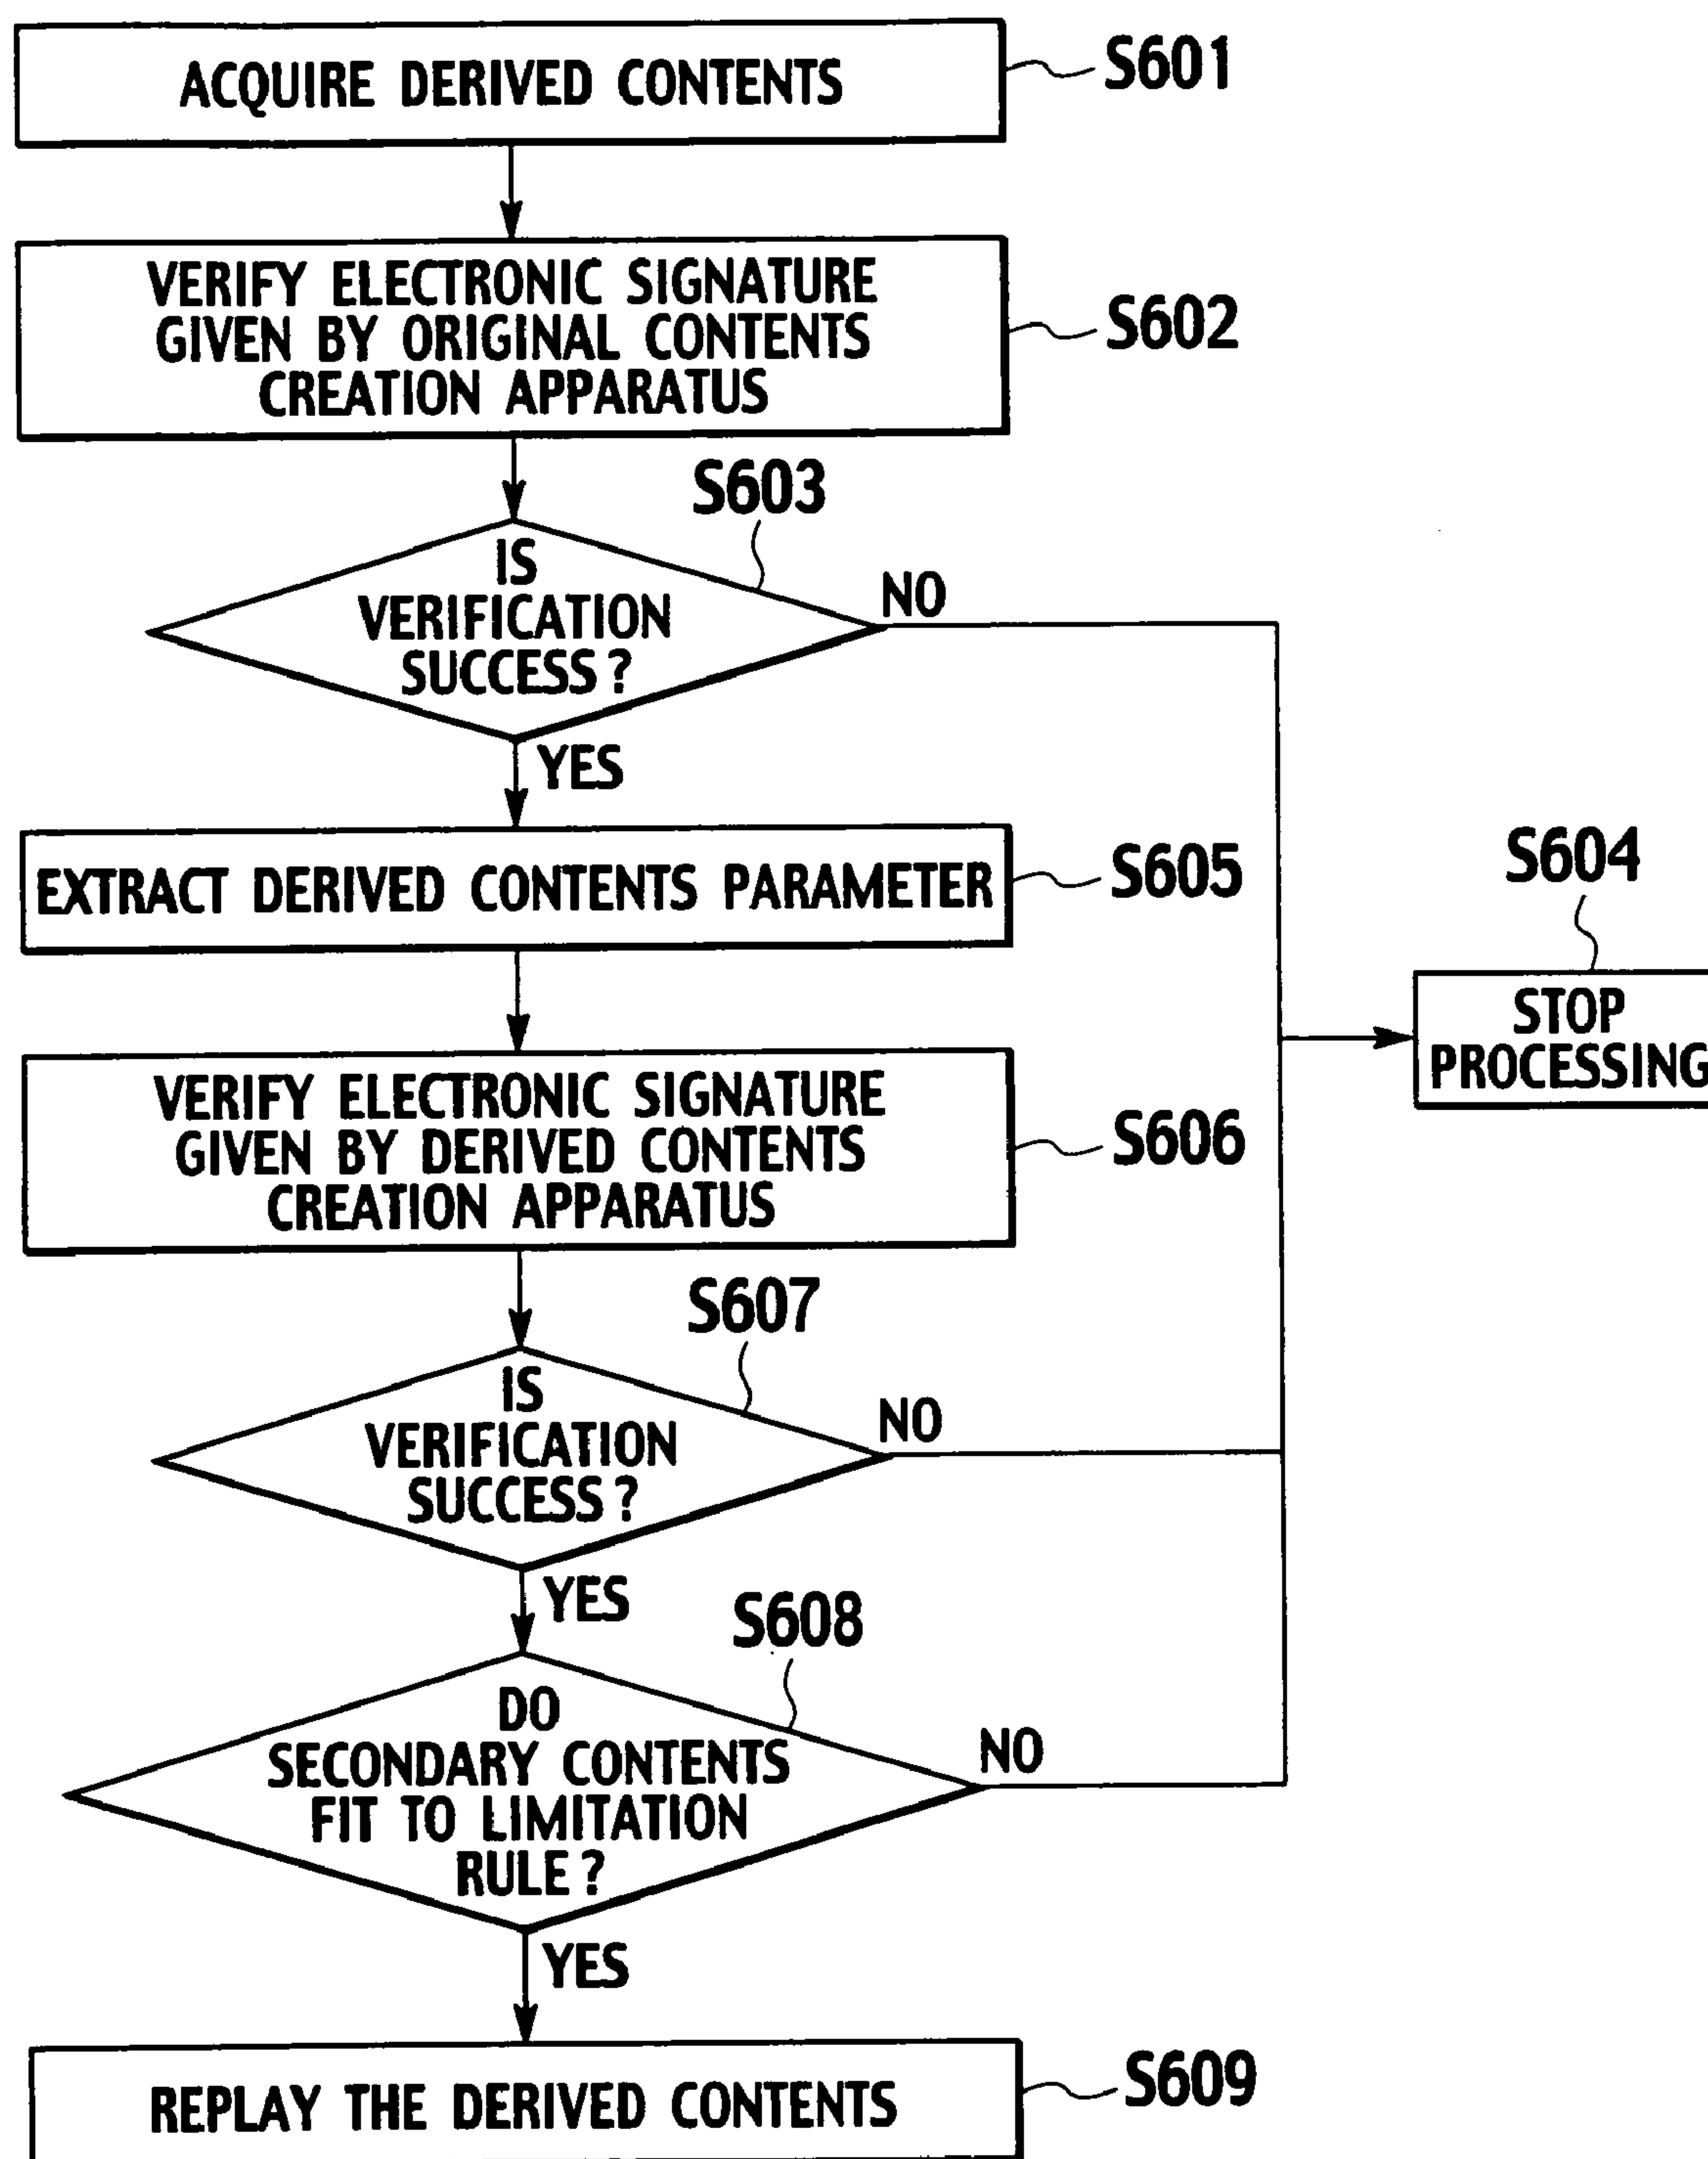 ACQUIRE DERIVED CONTENTS
S601
VERIFY ELECTRONIC SIGNATURE
GIVEN BY ORIGINAL CONTENTS
CREATION APPARATUS
S602
S603
IS
VERIFICATION
SUCCESS?
NO
YES
EXTRACT DERIVED CONTENTS PARAMETER
S605
S604
STOP
PROCESSING
VERIFY ELECTRONIC SIGNATURE
GIVEN BY DERIVED CONTENTS
CREATION APPARATUS
S606
S607
IS
VERIFICATION
SUCCESS?
NO
YES
S608
DO
SECONDARY CONTENTS
FIT TO LIMITATION
RULE?
NO
YES
REPLAY THE DERIVED CONTENTS
S609